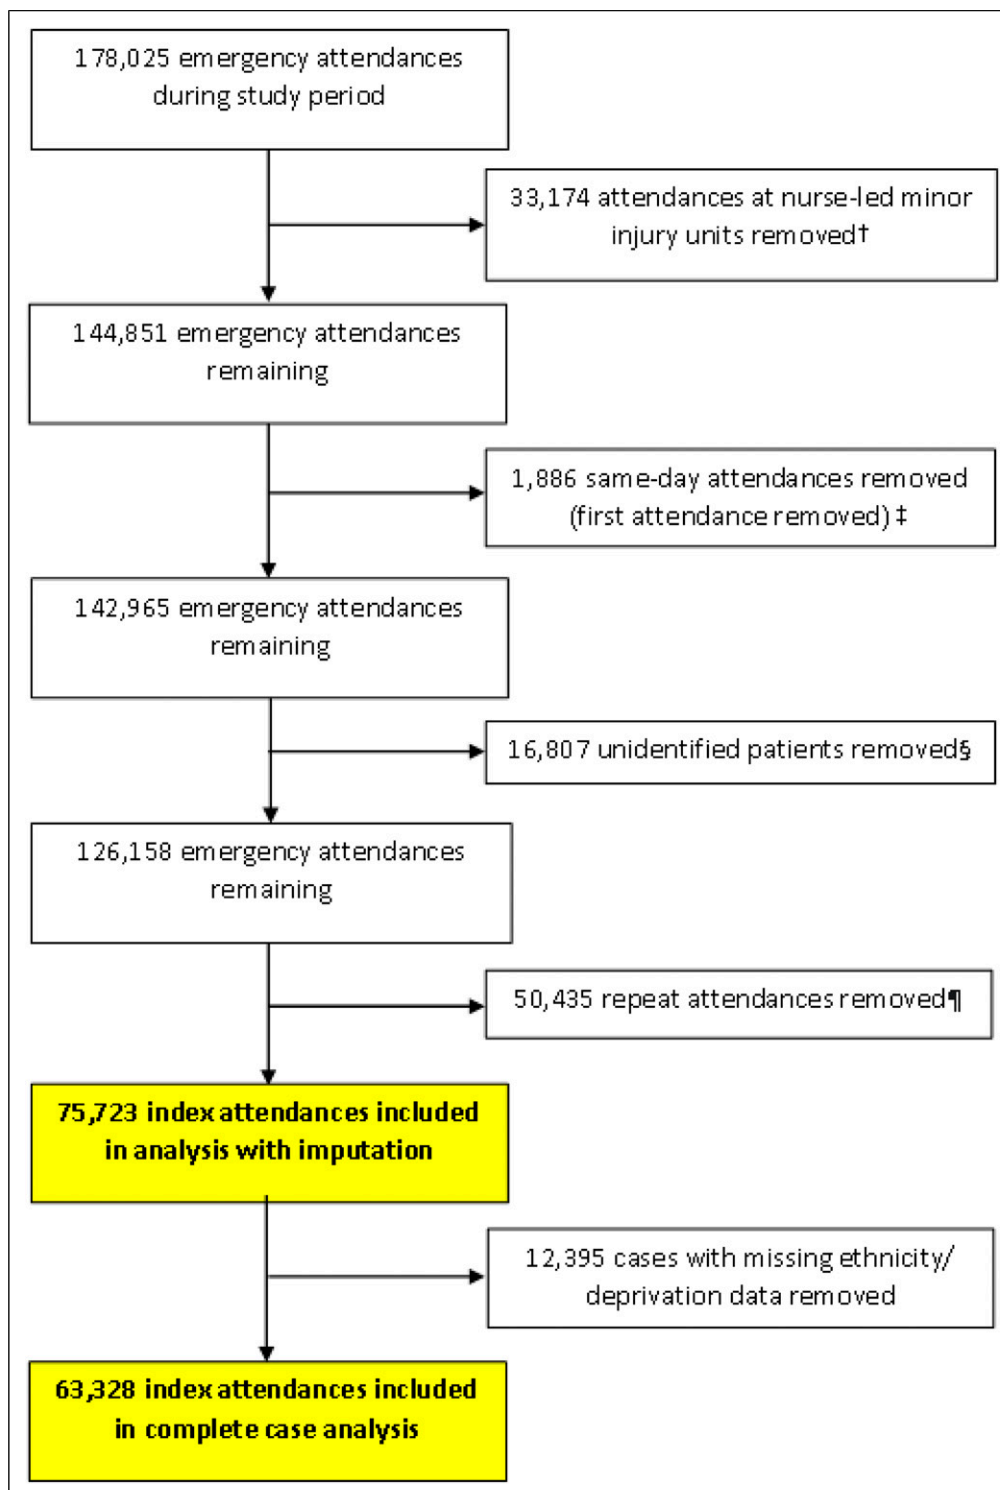 178,025 emergency attendances
during study period
33,174 attendances at nurse-led minor
injury units removed†
144,851 emergency attendances
remaining
1,886 same-day attendances removed
(first attendance removed) ‡
142,965 emergency attendances
remaining
16,807 unidentified patients removed§
126,158 emergency attendances
remaining
50,435 repeat attendances removed¶
75,723 index attendances included
in analysis with imputation
12,395 cases with missing ethnicity/
deprivation data removed
63,328 index attendances included
in complete case analysis